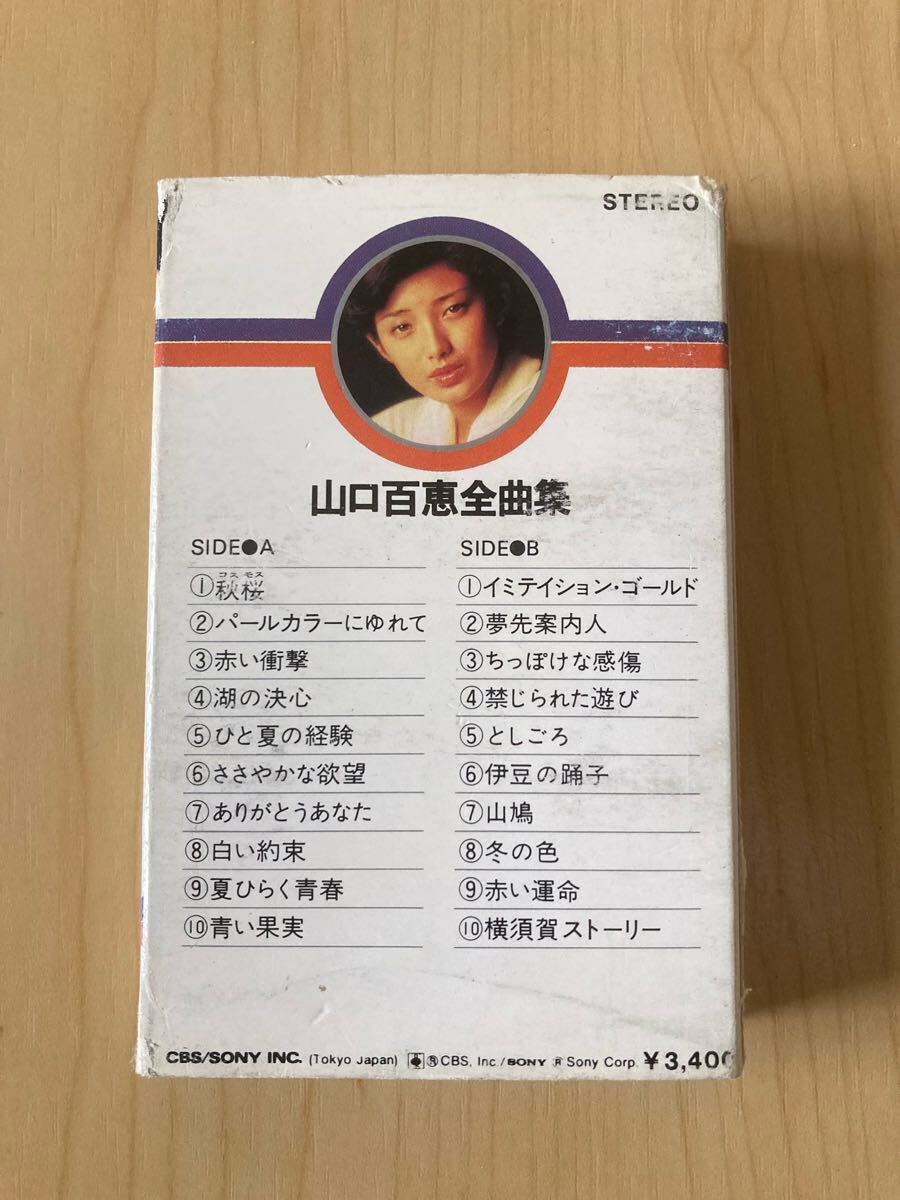 STEREO
山口百恵全曲集
SIDE●A
コスモス
①秋桜
②パールカラーにゆれて
③赤い衝撃
④湖の決心
⑤ひと夏の経験
⑥ささやかな欲望
⑦ありがとうあなた
⑧白い約束
⑨夏ひらく青春
⑩青い果実
SIDE●B
①イミテイション・ゴールド
②夢先案内人
③ちっぽけな感傷
④禁じられた遊び
⑤としごろ
⑥伊豆の踊子
⑦山鳩
⑧冬の色
⑨赤い運命
⑩横須賀ストーリー
CBS/SONY INC. (Tokyo Japan) ®CBS, Inc./SONY ® Sony Corp. ¥3,400